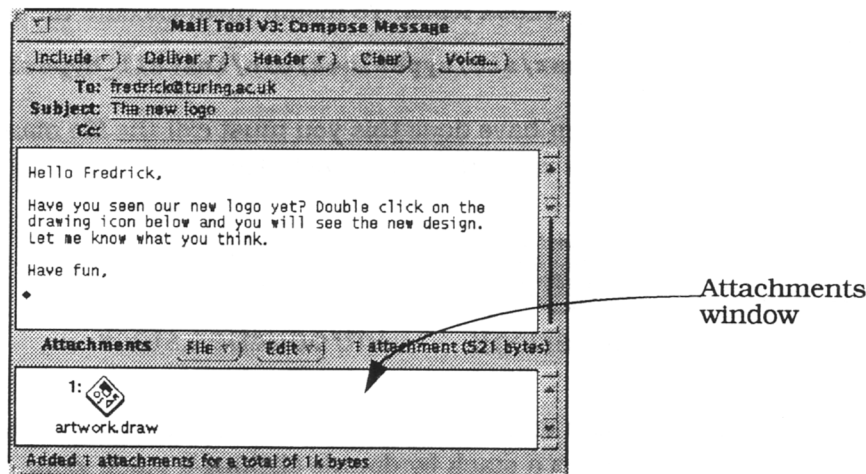 Mail Tool V3: Compose Message
Include Deliver Header Clear Voice...
To: fredrick@turing.ac.uk
Subject: The new logo
Cc:
Hello Fredrick,
Have you seen our new logo yet? Double click on the
drawing icon below and you will see the new design.
Let me know what you think.
Have fun,
Attachments window
Attachments File Edit 1 attachment (521 bytes)
1:
artwork.draw
Added 1 attachments for a total of 1k bytes